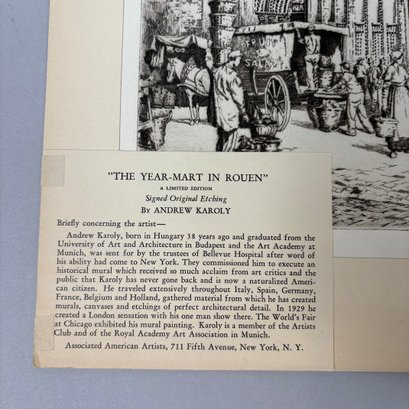 "THE YEAR-MART IN ROUEN"
A LIMITED EDITION
Signed Original Etching
BY ANDREW KAROLY
Briefly concerning the artist—
Andrew Karoly, born in Hungary 38 years ago and graduated from the
University of Art and Architecture in Budapest and the Art Academy at
Munich, was sent for by the trustees of Bellevue Hospital after word of
his ability had come to New York. They commissioned him to execute an
historical mural which received so much acclaim from art critics and the
public that Karoly has never gone back and is now a naturalized Ameri-
can citizen. He traveled extensively throughout Italy, Spain, Germany,
France, Belgium and Holland, gathered material from which he has created
murals, canvases and etchings of perfect architectural detail. In 1929 he
created a London sensation with his one man show there. The World's Fair
at Chicago exhibited his mural painting. Karoly is a member of the Artists
Club and of the Royal Academy Art Association in Munich.
Associated American Artists, 711 Fifth Avenue, New York, N. Y.